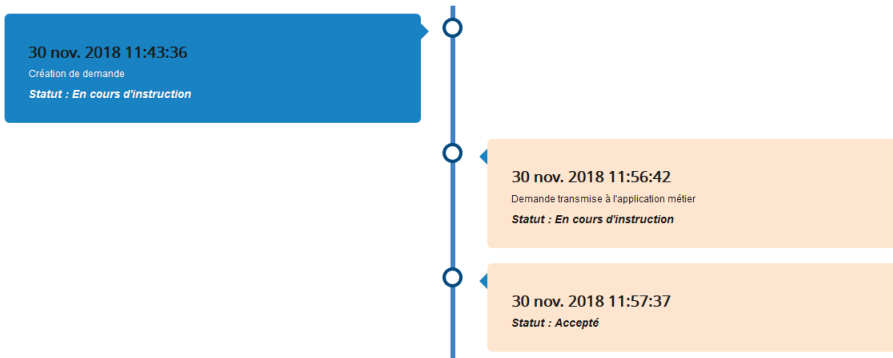 30 nov. 2018 11:43:36
Création de demande
Statut : En cours d'instruction
30 nov. 2018 11:56:42
Demande transmise à l'application métier
Statut : En cours d'instruction
30 nov. 2018 11:57:37
Statut : Accepté